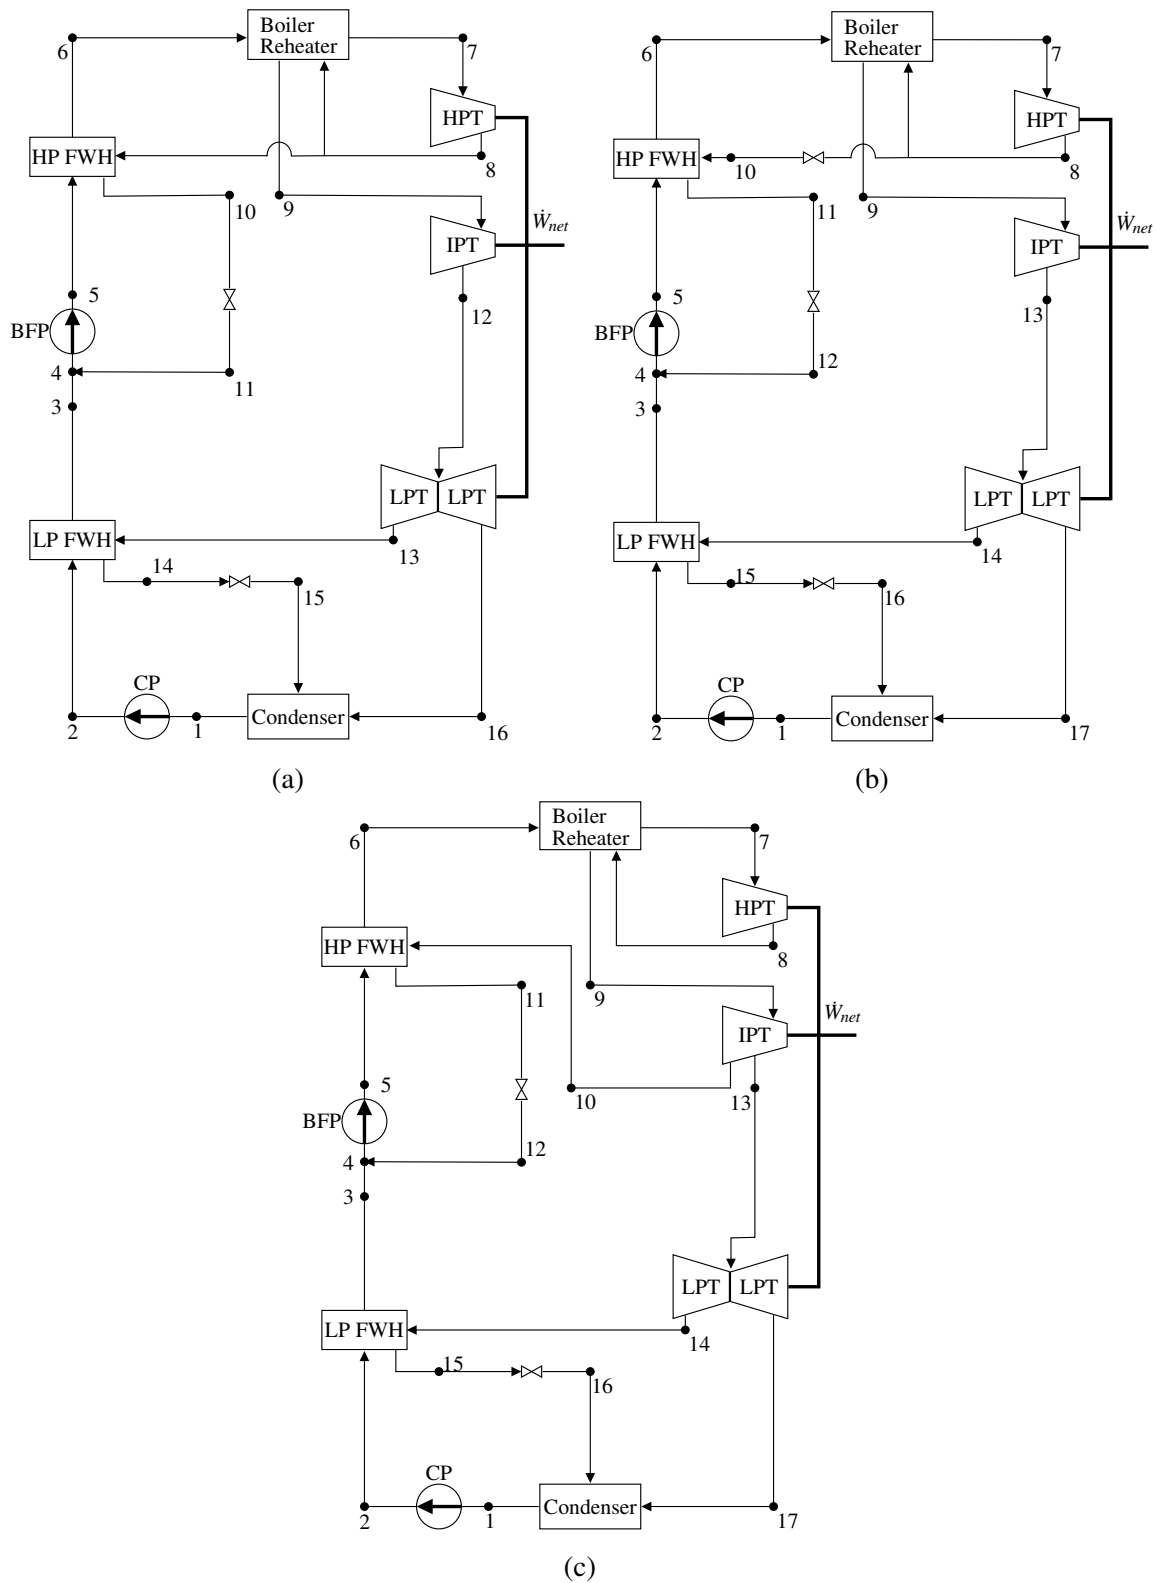 Boiler
Reheater
6
7
HPT
HP FWH
8
10
9
IPT
Ẇnet
5
12
BFP
4
11
3
LPT LPT
LP FWH
13
14
15
CP
Condenser
2
1
16
(a)
Boiler
Reheater
6
7
HPT
HP FWH
10
8
11
9
IPT
Ẇnet
5
13
BFP
4
12
3
LPT LPT
LP FWH
14
15
16
CP
Condenser
2
1
17
(b)
Boiler
Reheater
6
7
HPT
HP FWH
8
11
9
IPT
Ẇnet
5
10
13
BFP
12
4
3
LPT LPT
LP FWH
14
15
16
CP
Condenser
2
1
17
(c)